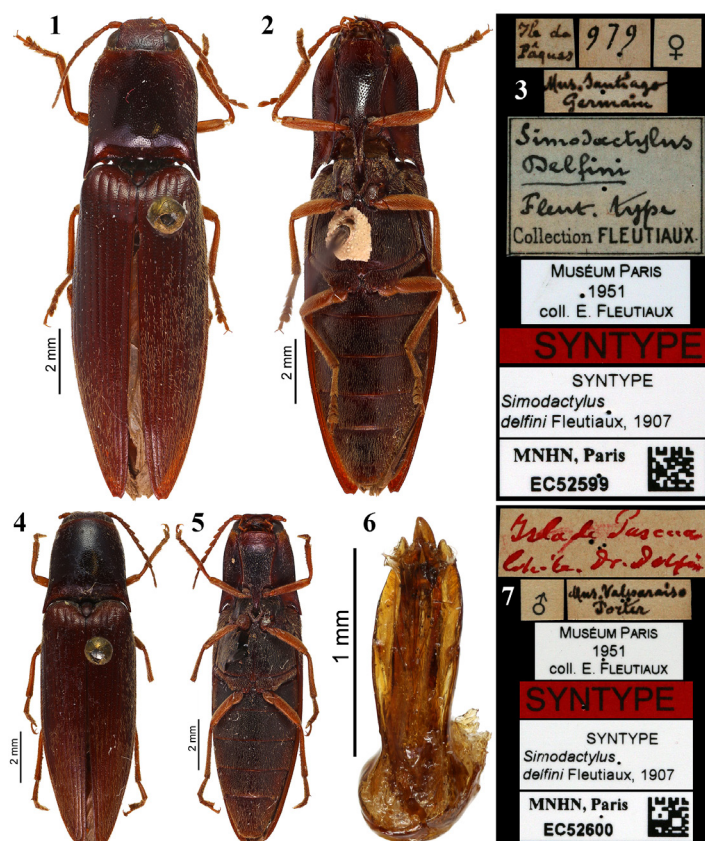 1
2
2 mm
2 mm
Ile de
Pâques
979
♀
3
Mus. Santiago
Germain
Simodactylus
Delfini
Fleut. type
Collection FLEUTIAUX.
MUSÉUM PARIS
1951
coll. E. FLEUTIAUX
SYNTYPE
SYNTYPE
Simodactylus
delfini Fleutiaux, 1907
MNHN, Paris
EC52599
4
5
6
2 mm
2 mm
1 mm
Isla de Pascua
Chile. Dr. Delfin
7
♂
Mus. Valparaiso
Porter
MUSÉUM PARIS
1951
coll. E. FLEUTIAUX
SYNTYPE
SYNTYPE
Simodactylus
delfini Fleutiaux, 1907
MNHN, Paris
EC52600